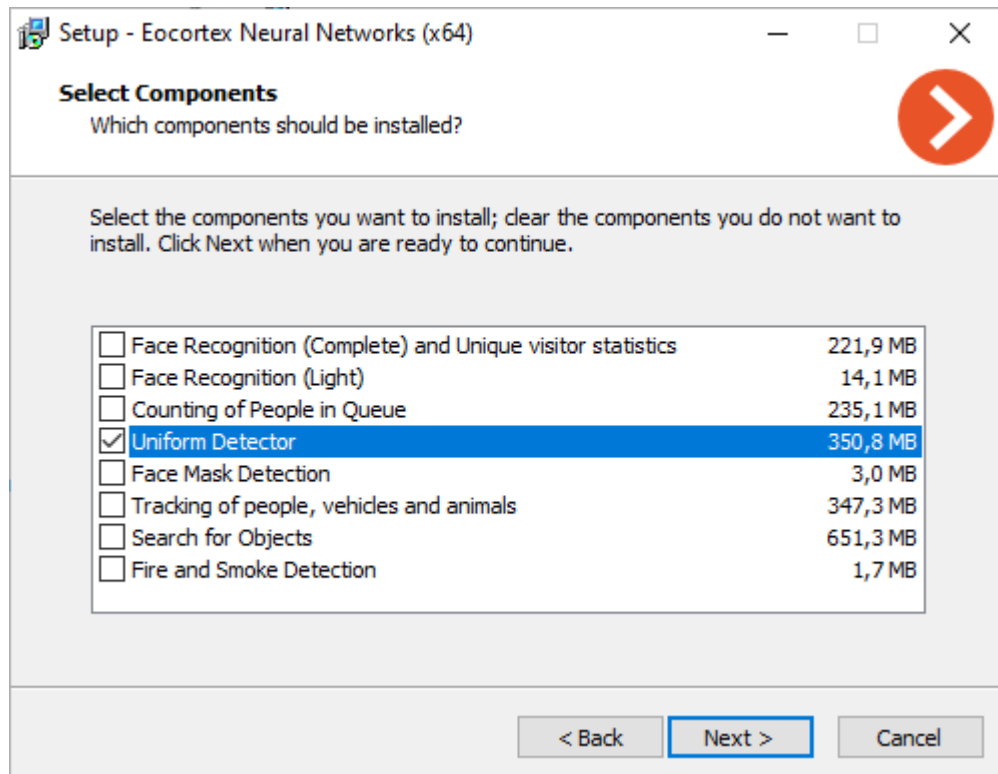 Setup - Eocortex Neural Networks (x64)
Select Components
Which components should be installed?
Select the components you want to install; clear the components you do not want to
install. Click Next when you are ready to continue.
Face Recognition (Complete) and Unique visitor statistics 221,9 MB
Face Recognition (Light) 14,1 MB
Counting of People in Queue 235,1 MB
Uniform Detector 350,8 MB
Face Mask Detection 3,0 MB
Tracking of people, vehicles and animals 347,3 MB
Search for Objects 651,3 MB
Fire and Smoke Detection 1,7 MB
< Back Next > Cancel